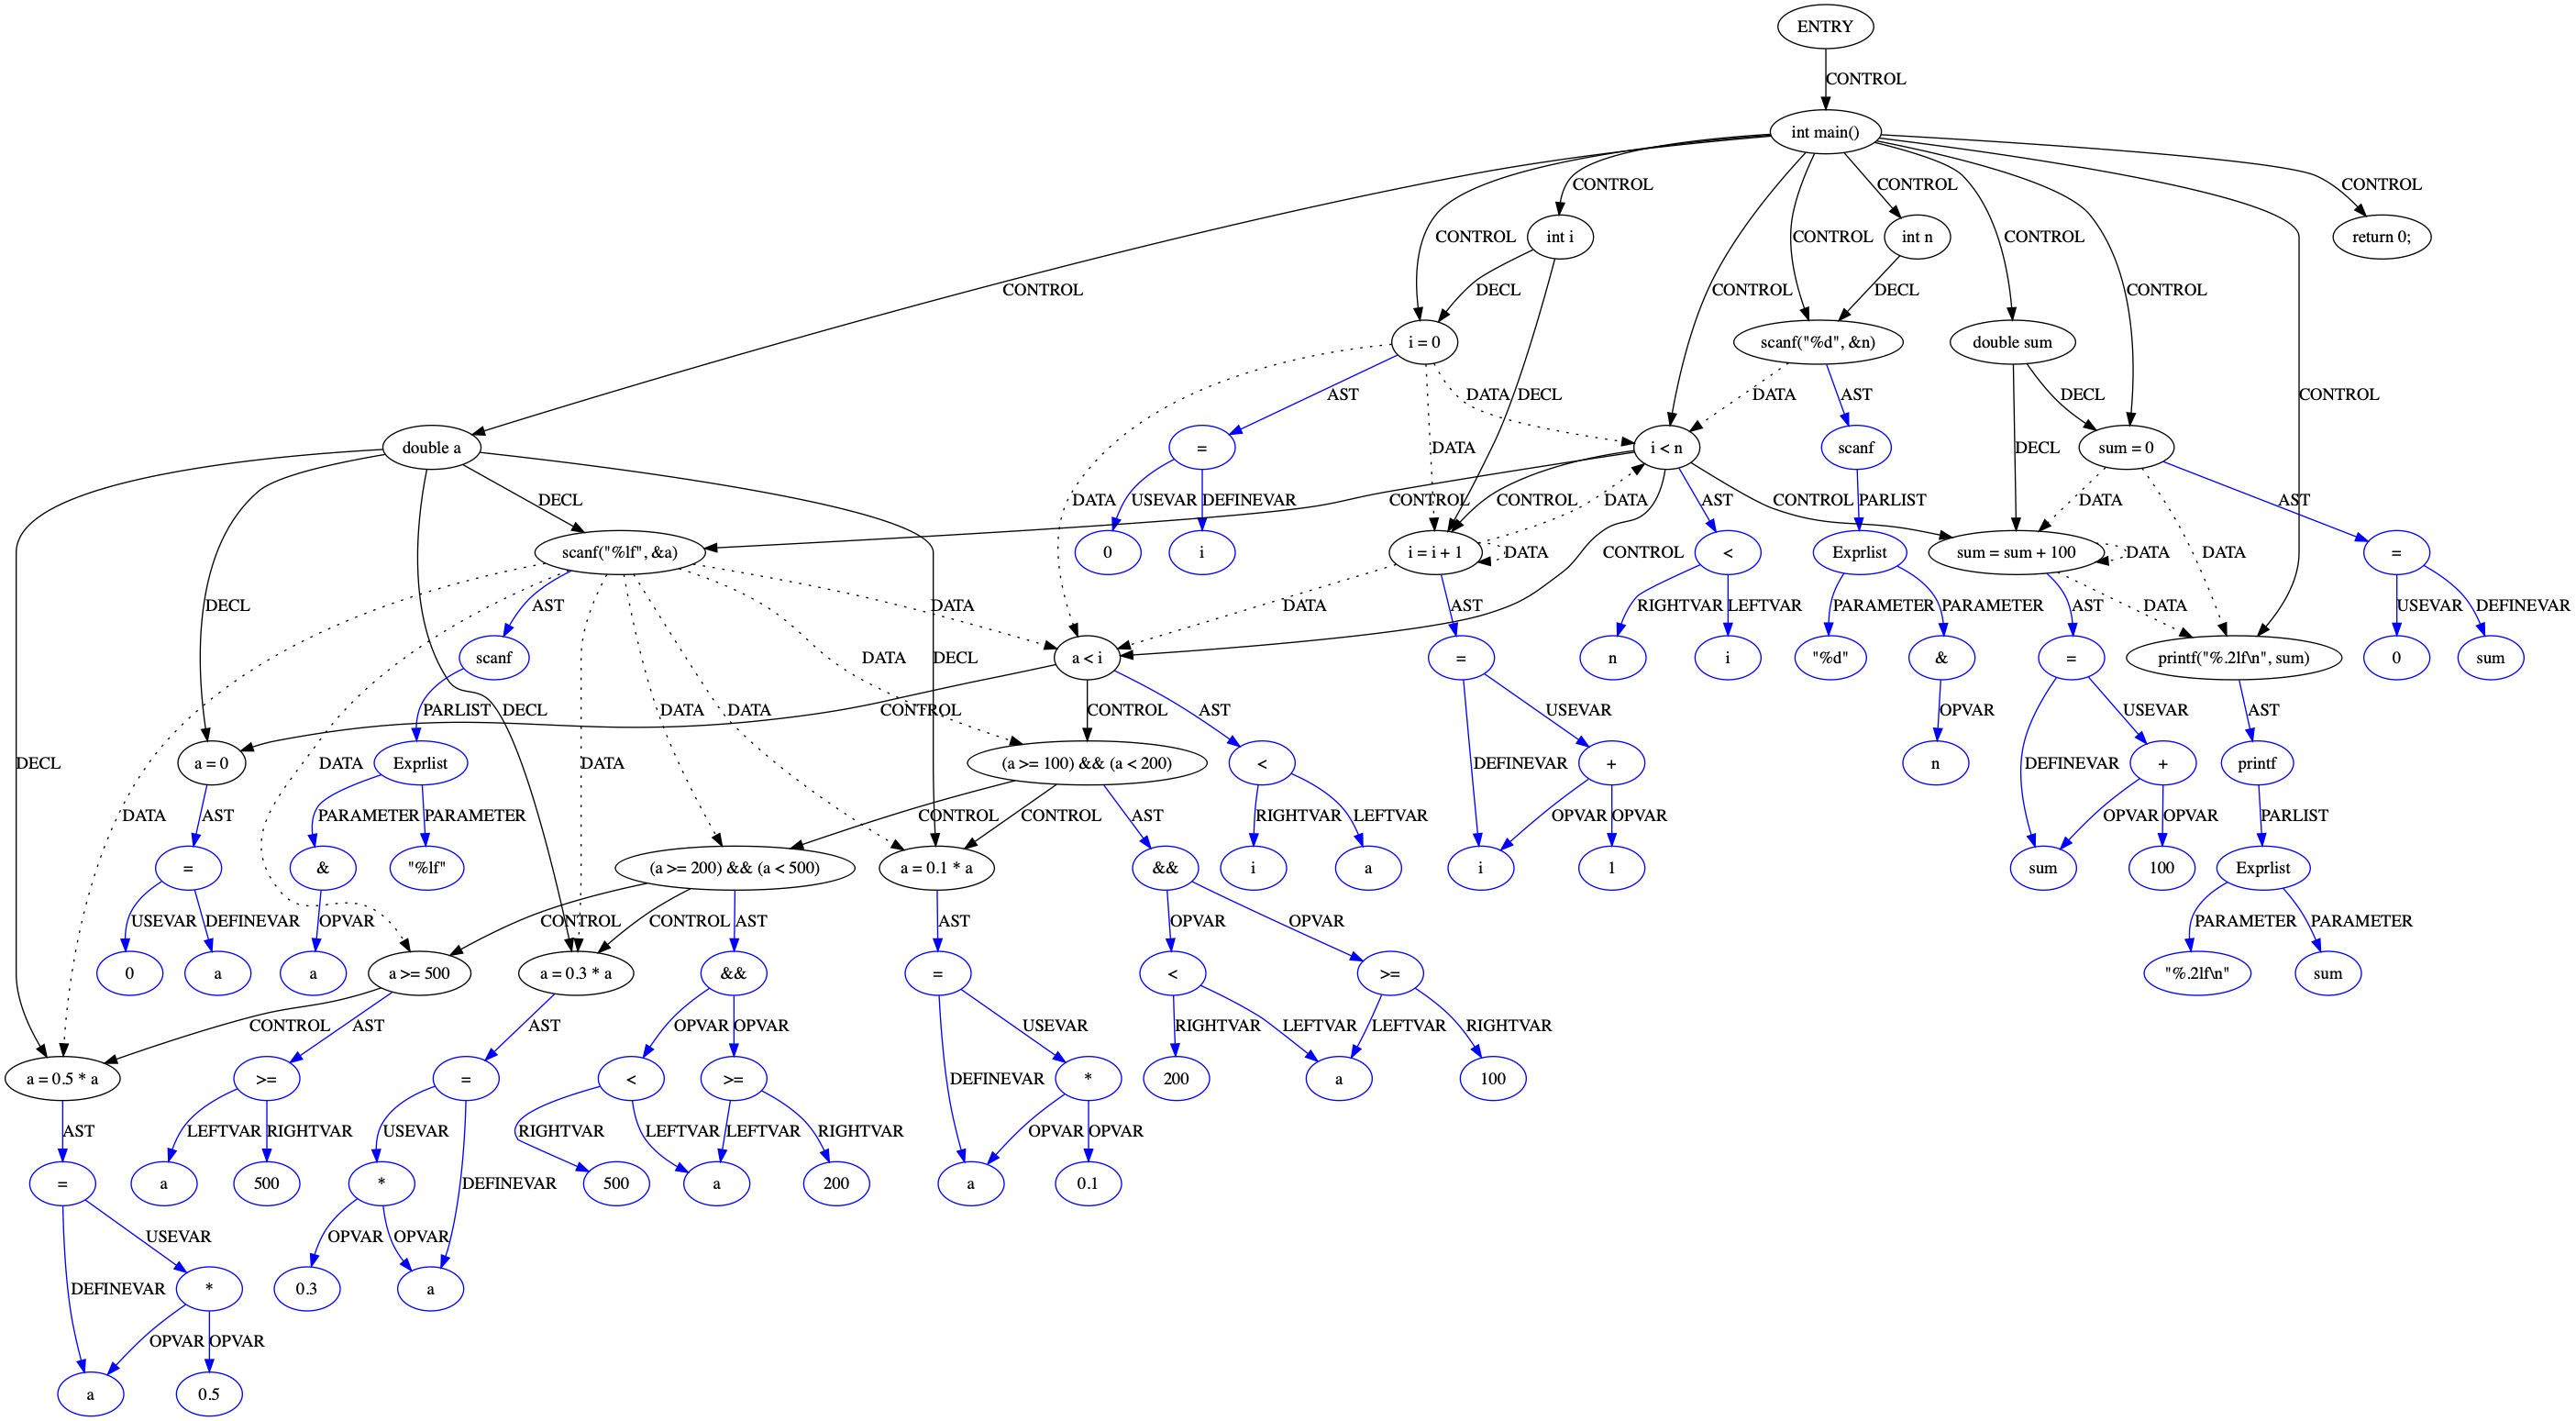 ENTRY
CONTROL
int main()
CONTROL CONTROL CONTROL
CONTROL int i CONTROL int n CONTROL return 0;
CONTROL DECL CONTROL DECL CONTROL
i = 0 scanf("%d", &n) double sum
AST DATA DECL DATA AST DECL CONTROL
double a = DATA i < n scanf DECL sum = 0
DECL DATA USEVAR DEFINEVAR CONTROL CONTROL DATA AST CONTROL PARLIST DATA AST
scanf("%lf", &a) 0 i i = i + 1 DATA < Exprlist sum = sum + 100 DATA =
DECL AST DATA DATA AST CONTROL RIGHTVAR LEFTVAR PARAMETER PARAMETER AST DATA DATA USEVAR DEFINEVAR
scanf DATA DECL a < i = n i "%d" & = printf("%.2lf\n", sum) 0 sum
PARLIST DECL DATA DATA CONTROL CONTROL AST USEVAR OPVAR USEVAR AST
DECL a = 0 DATA Exprlist DATA (a >= 100) && (a < 200) < DEFINEVAR + n DEFINEVAR + printf
DATA AST PARAMETER PARAMETER CONTROL CONTROL AST RIGHTVAR LEFTVAR OPVAR OPVAR OPVAR OPVAR PARLIST
= & "%lf" (a >= 200) && (a < 500) a = 0.1 * a && i a i 1 sum 100 Exprlist
USEVAR DEFINEVAR OPVAR CONTROL CONTROL AST AST OPVAR OPVAR PARAMETER PARAMETER
0 a a a >= 500 a = 0.3 * a && = < >= "%.2lf\n" sum
CONTROL AST AST OPVAR OPVAR USEVAR RIGHTVAR LEFTVAR LEFTVAR RIGHTVAR
a = 0.5 * a >= = < >= DEFINEVAR * 200 a 100
AST LEFTVAR RIGHTVAR USEVAR RIGHTVAR LEFTVAR LEFTVAR RIGHTVAR OPVAR OPVAR
= a 500 * DEFINEVAR 500 a 200 a 0.1
USEVAR OPVAR OPVAR
DEFINEVAR * 0.3 a
OPVAR OPVAR
a 0.5